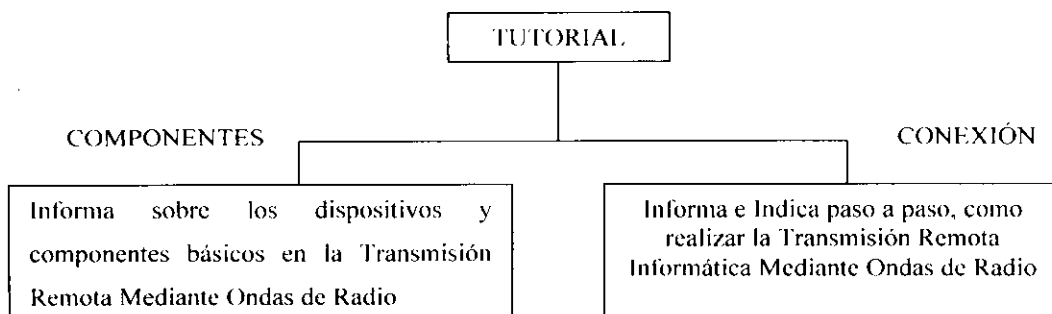 TUTORIAL
COMPONENTES
CONEXIÓN
Informa sobre los dispositivos y
componentes básicos en la Transmisión
Remota Mediante Ondas de Radio
Informa e Indica paso a paso, como
realizar la Transmisión Remota
Informática Mediante Ondas de Radio